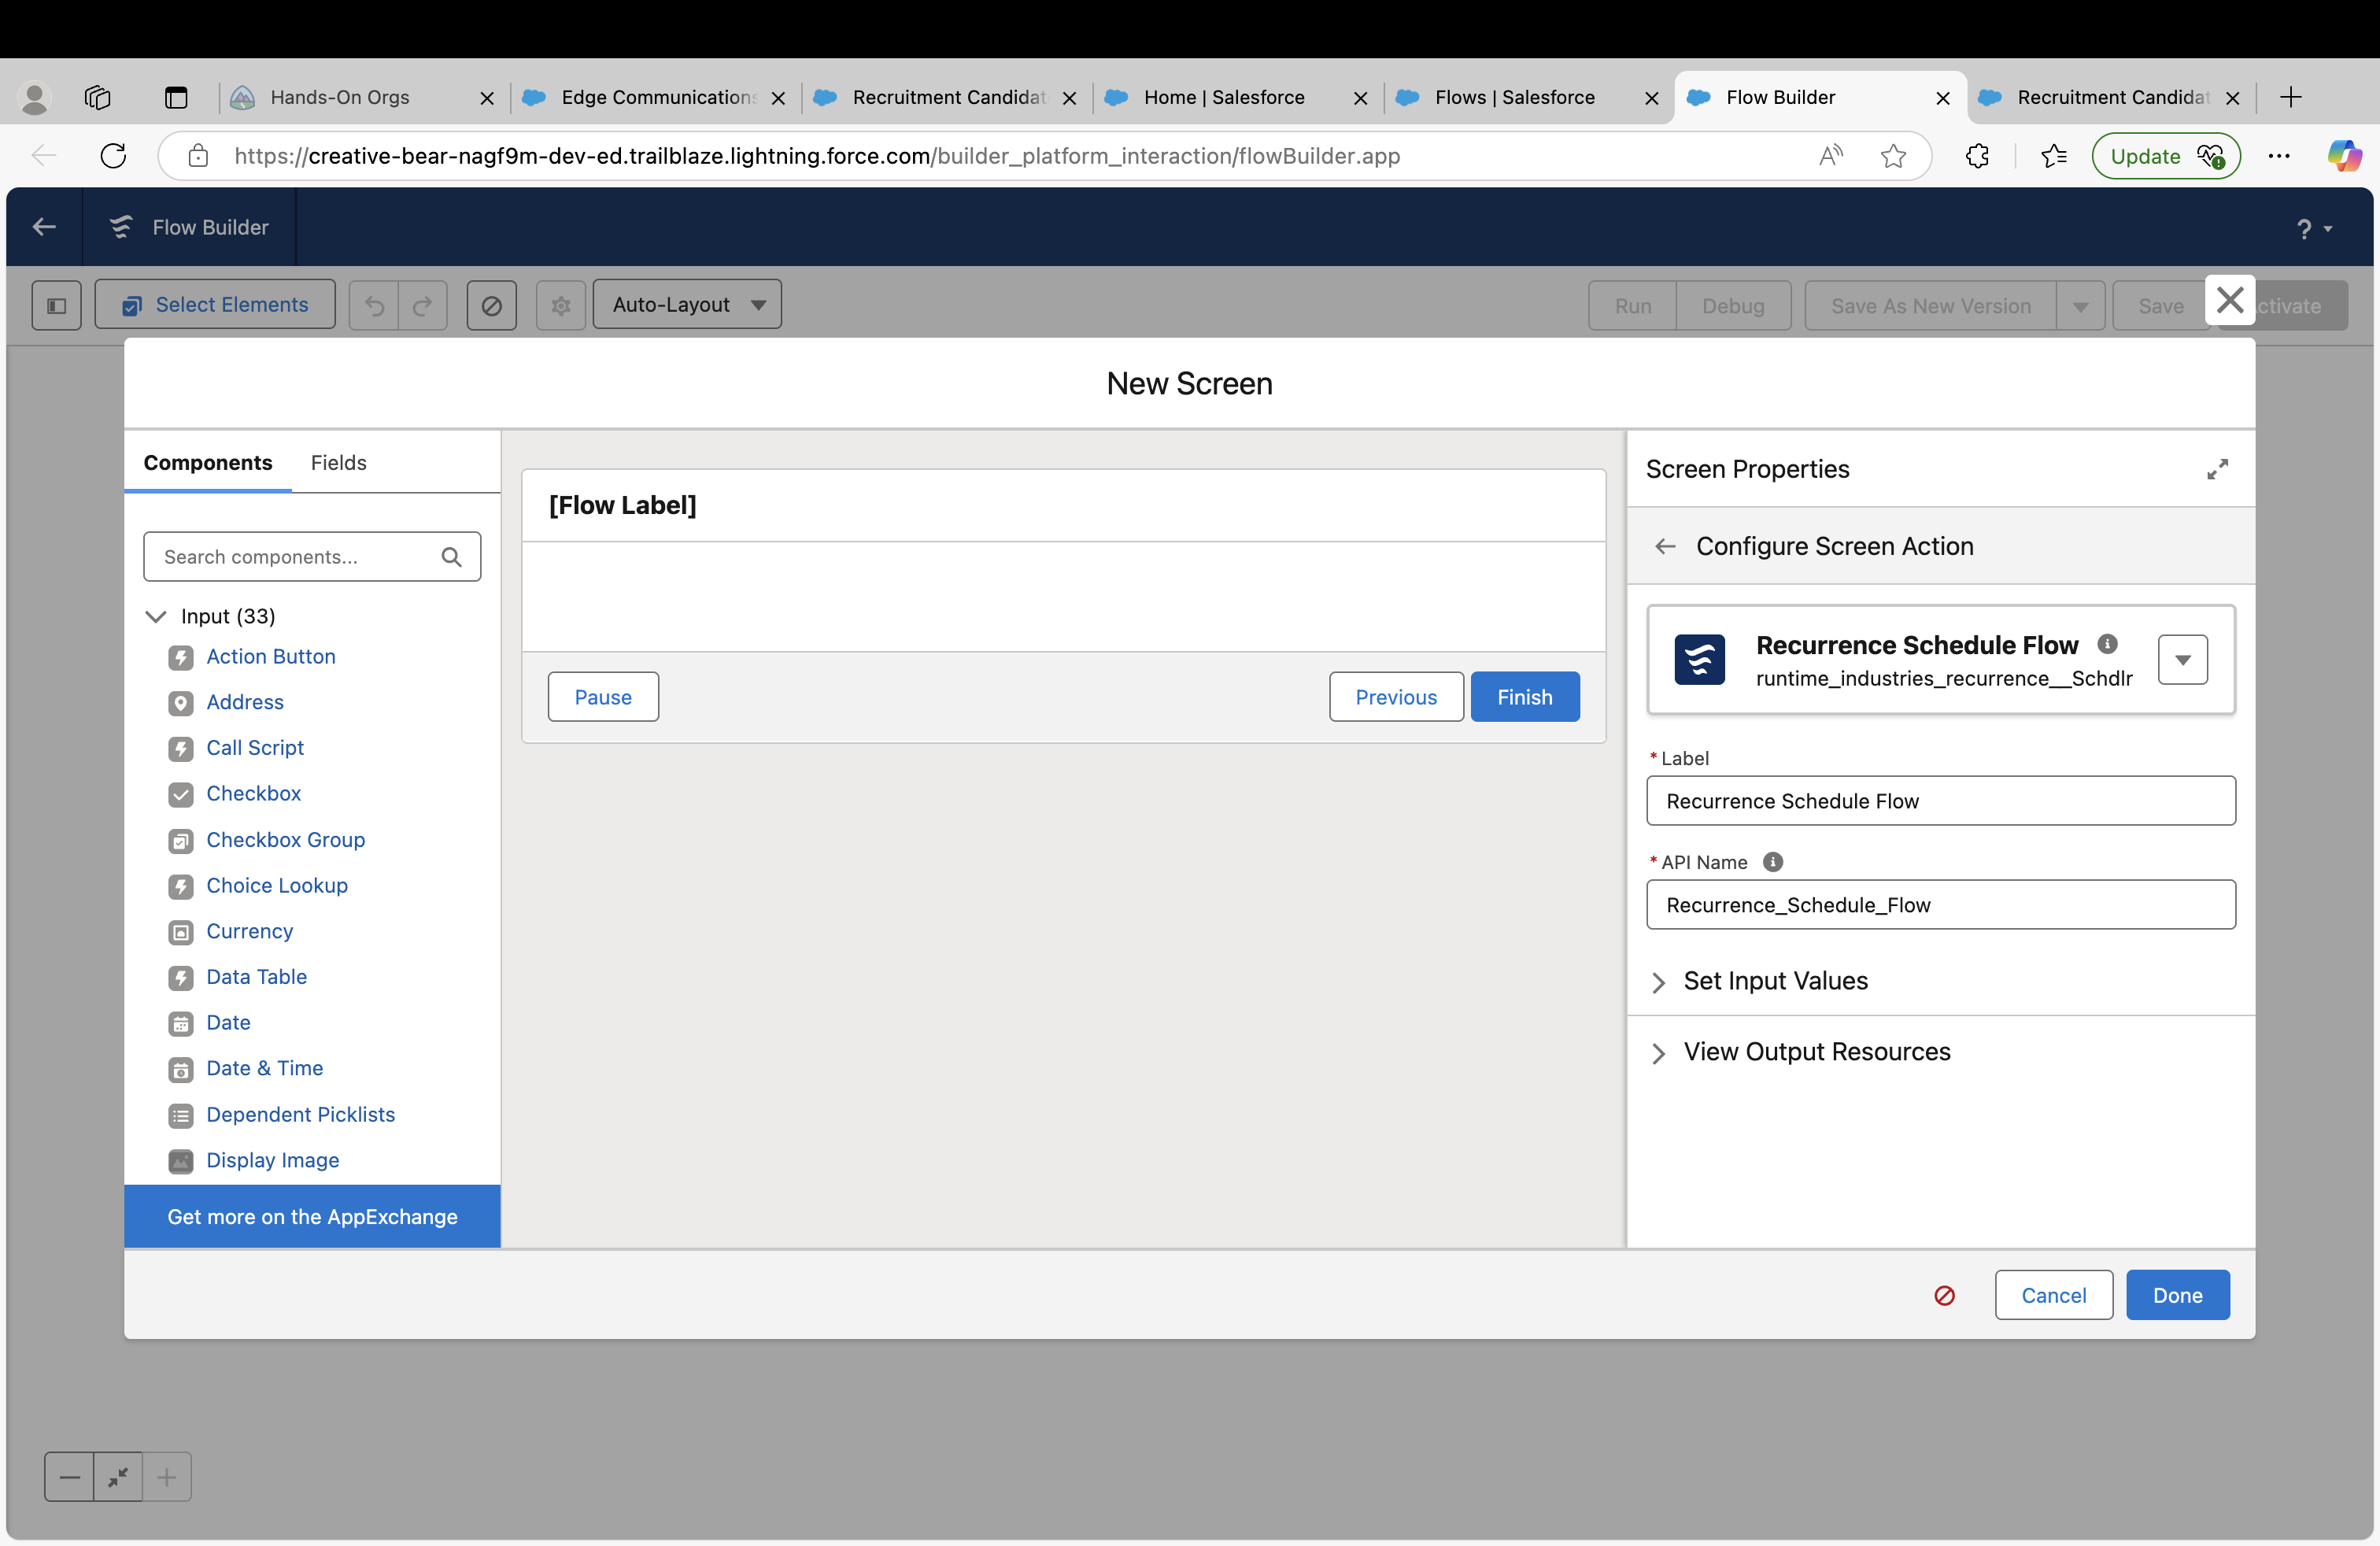 Hands-On Orgs
Edge Communications
Recruitment Candidat
Home | Salesforce
Flows | Salesforce
Flow Builder
Recruitment Candidat
https://creative-bear-nagf9m-dev-ed.trailblaze.lightning.force.com/builder_platform_interaction/flowBuilder.app
Update
Flow Builder
?
Select Elements
Auto-Layout
Run
Debug
Save As New Version
Save
ctivate
New Screen
Components
Fields
Search components...
Input (33)
Action Button
Address
Call Script
Checkbox
Checkbox Group
Choice Lookup
Currency
Data Table
Date
Date & Time
Dependent Picklists
Display Image
Get more on the AppExchange
[Flow Label]
Pause
Previous
Finish
Screen Properties
Configure Screen Action
Recurrence Schedule Flow
runtime_industries_recurrence__Schdlr
* Label
Recurrence Schedule Flow
* API Name
Recurrence_Schedule_Flow
Set Input Values
View Output Resources
Cancel
Done